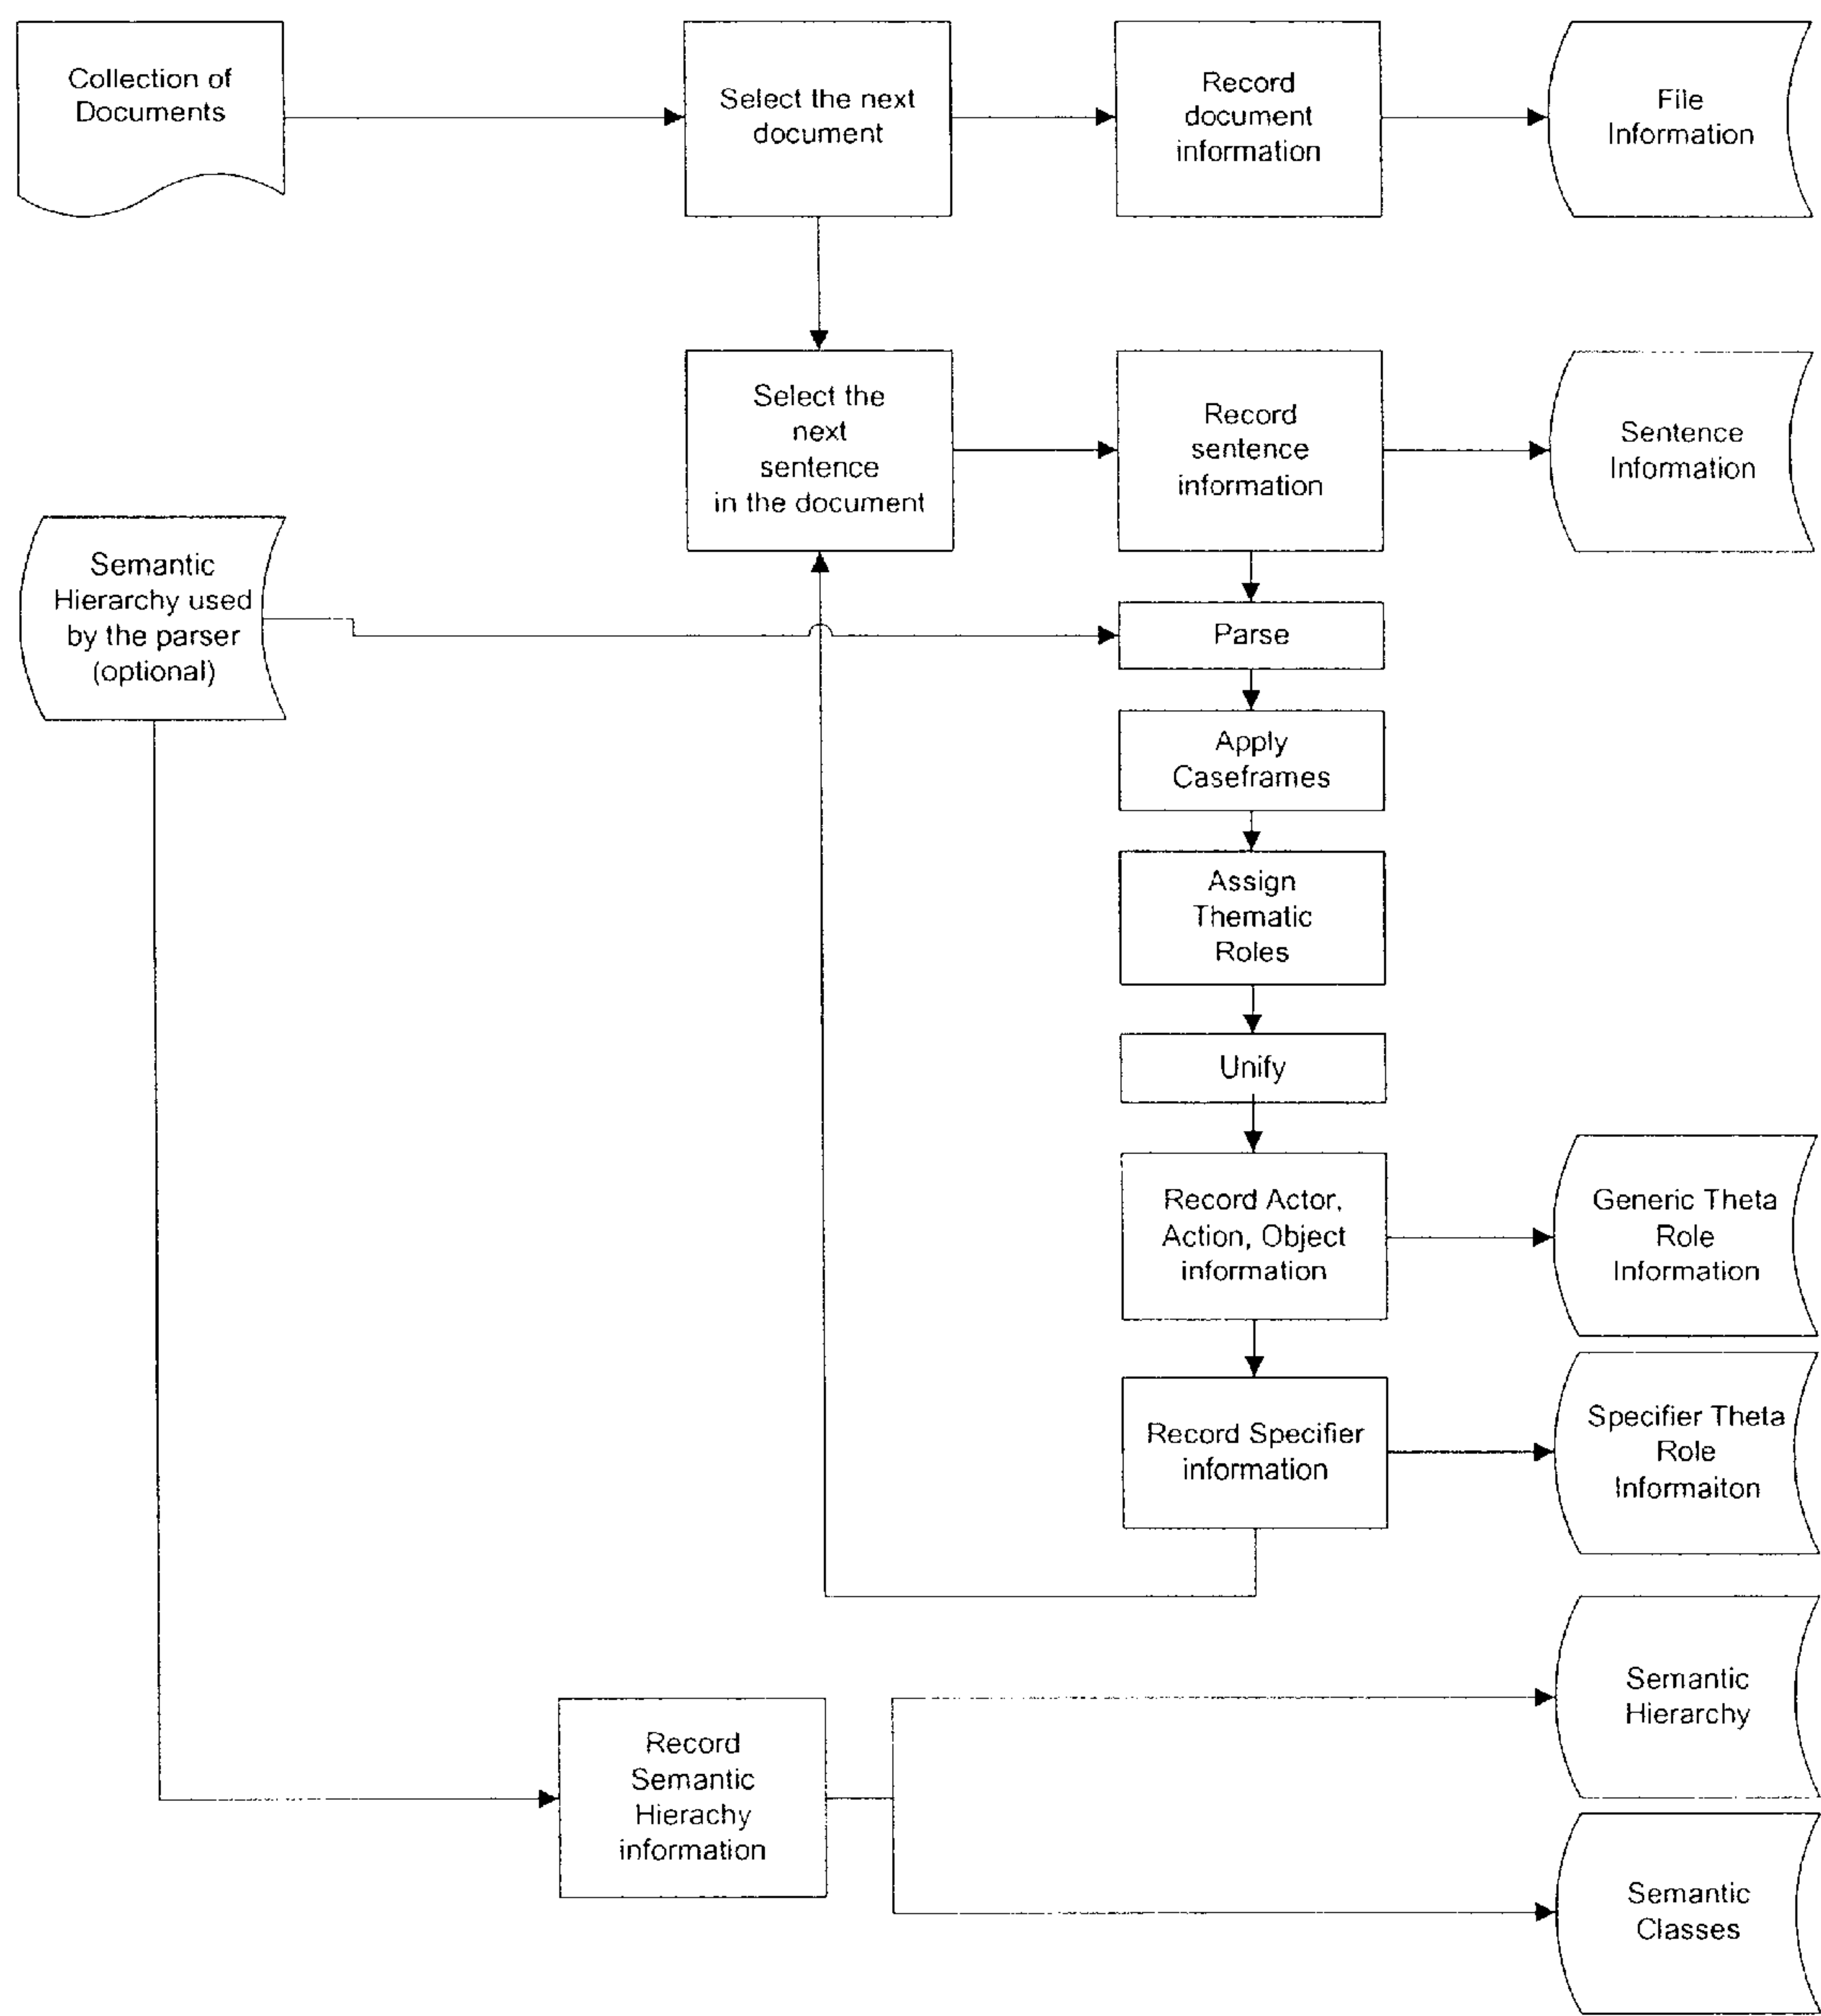 Collection of
Documents
Select the next
document
Record
document
information
File
Information
Select the
next
sentence
in the document
Record
sentence
information
Sentence
Information
Semantic
Hierarchy used
by the parser
(optional)
Parse
Apply
Caseframes
Assign
Thematic
Roles
Unify
Record Actor,
Action, Object
information
Generic Theta
Role
Information
Record Specifier
information
Specifier Theta
Role
Informaiton
Record
Semantic
Hierachy
information
Semantic
Hierarchy
Semantic
Classes